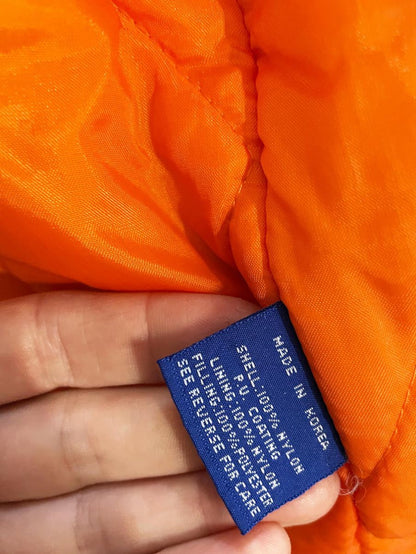 MADE IN KOREA
SHELL:100% NYLON
P.U. COATING
LINING:100% NYLON
FILLING:100% POLYESTER
SEE REVERSE FOR CARE